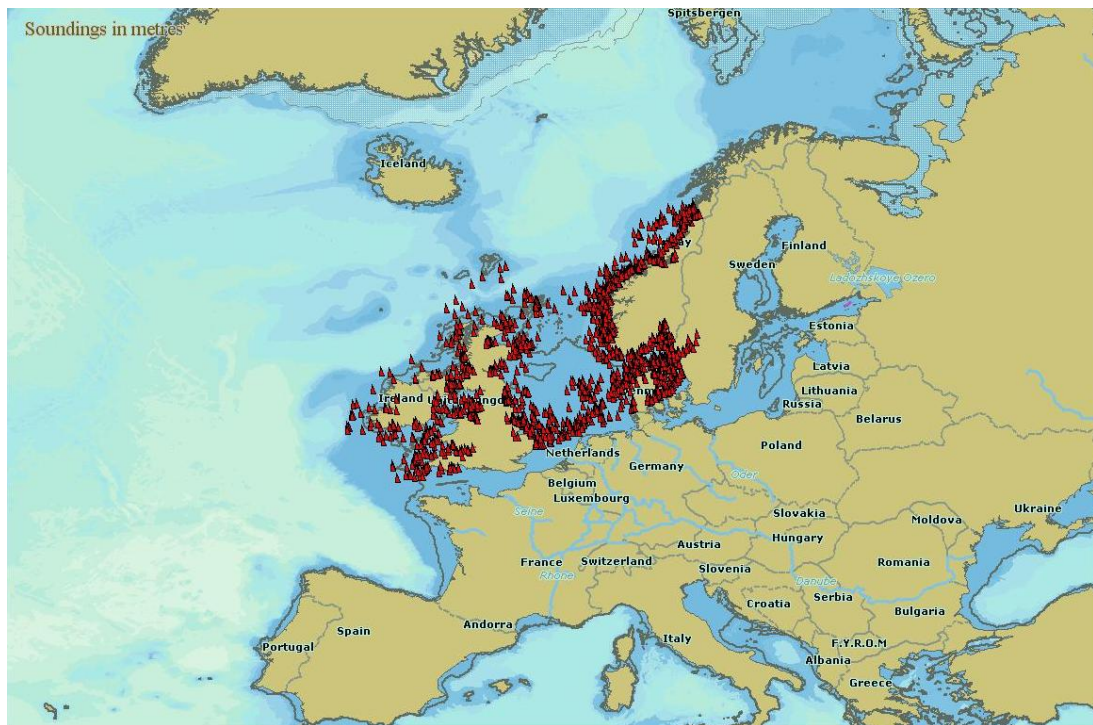 Soundings in metres
Spitsbergen
Iceland
Finland
Sweden
Ladozhskoye Ozero
Estonia
Latvia
Lithuania
Russia
Belarus
Ireland
Netherlands
Poland
Germany
Oder
Belgium
Luxembourg
Seine
Slovakia
Ukraine
Moldova
Hungary
Austria
France
Switzerland
Romania
Slovenia
Rhone
Danube
Serbia
Croatia
Bulgaria
Andorra
Spain
Italy
Portugal
F.Y.R.O.M
Albania
Greece